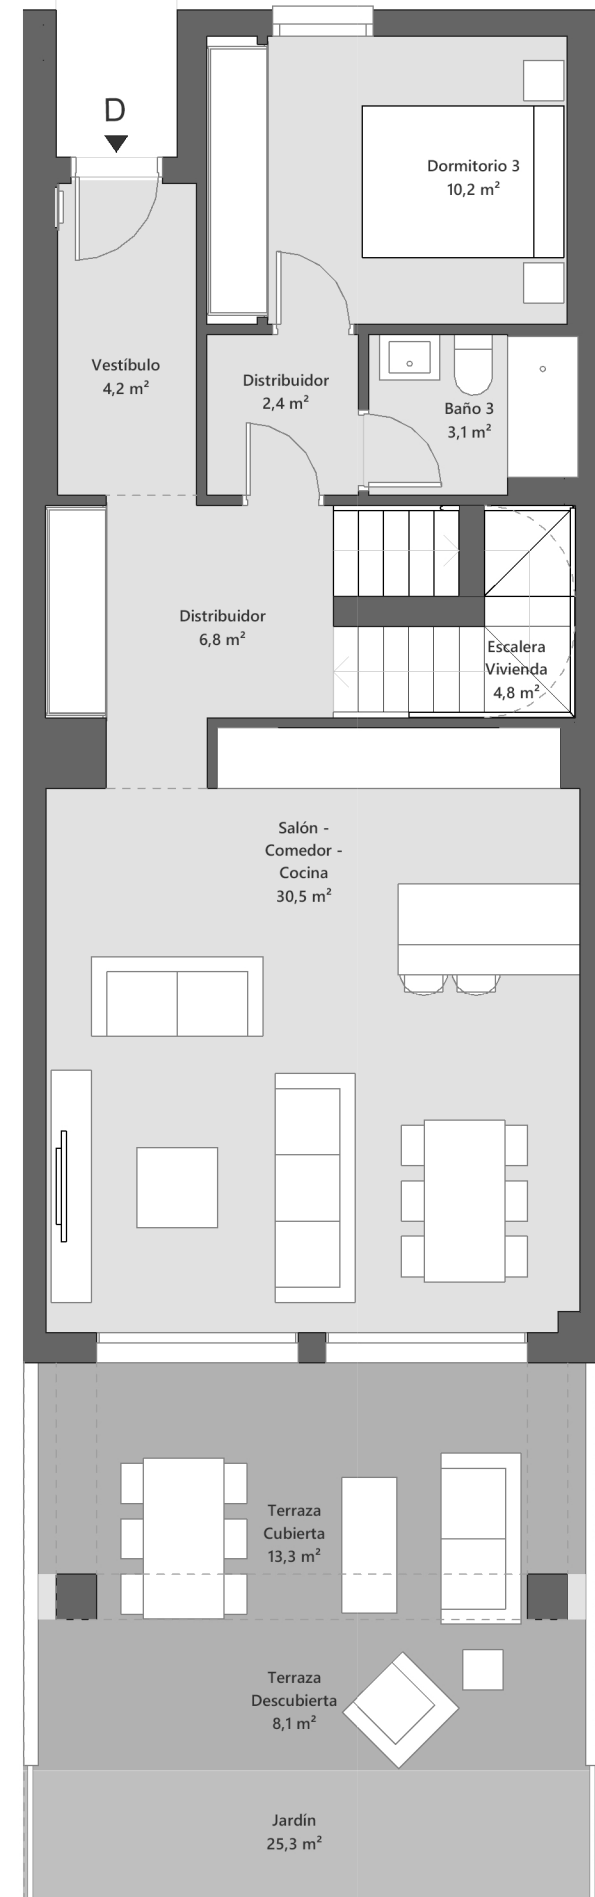 D
Dormitorio 3
10,2 m²
Vestíbulo
4,2 m²
Distribuidor
2,4 m²
Baño 3
3,1 m²
Distribuidor
6,8 m²
Escalera
Vivienda
4,8 m²
Salón -
Comedor -
Cocina
30,5 m²
Terraza
Cubierta
13,3 m²
Terraza
Descubierta
8,1 m²
Jardín
25,3 m²